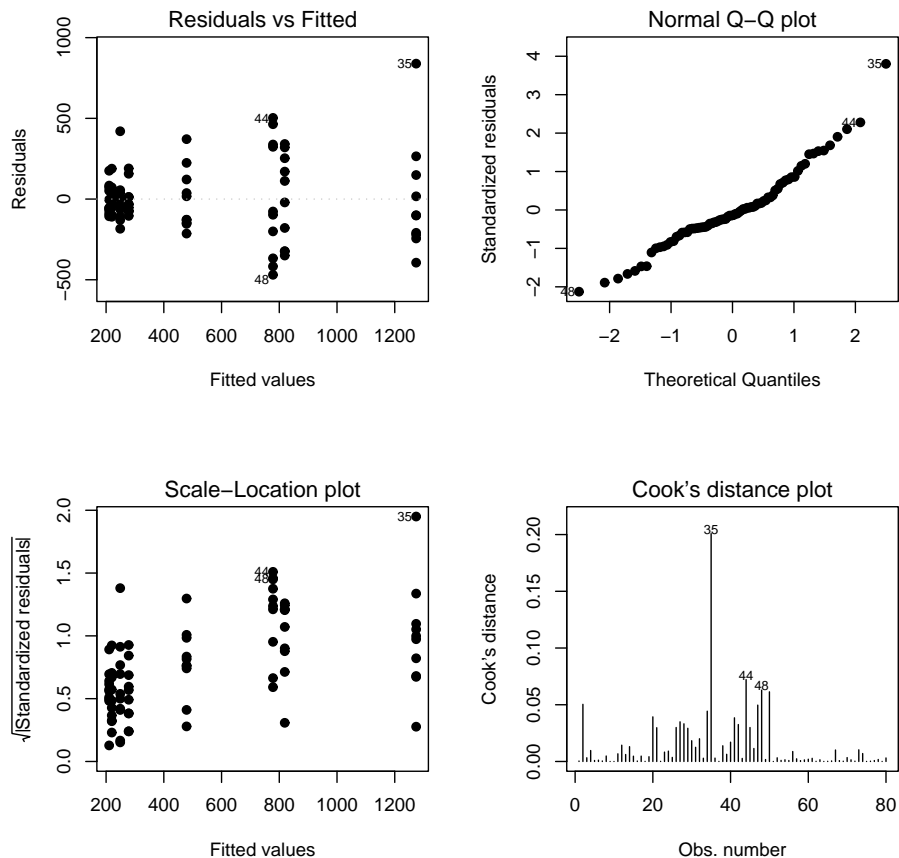 Residuals vs Fitted
Residuals
−500 0 500 1000
35
44
48
200 400 600 800 1000 1200
Fitted values
Normal Q−Q plot
Standardized residuals
−2 −1 0 1 2 3 4
35
44
48
−2 −1 0 1 2
Theoretical Quantiles
Scale−Location plot
√|Standardized residuals|
0.0 0.5 1.0 1.5 2.0
35
44
48
200 400 600 800 1000 1200
Fitted values
Cook's distance plot
Cook's distance
0.00 0.05 0.10 0.15 0.20
35
44
48
0 20 40 60 80
Obs. number